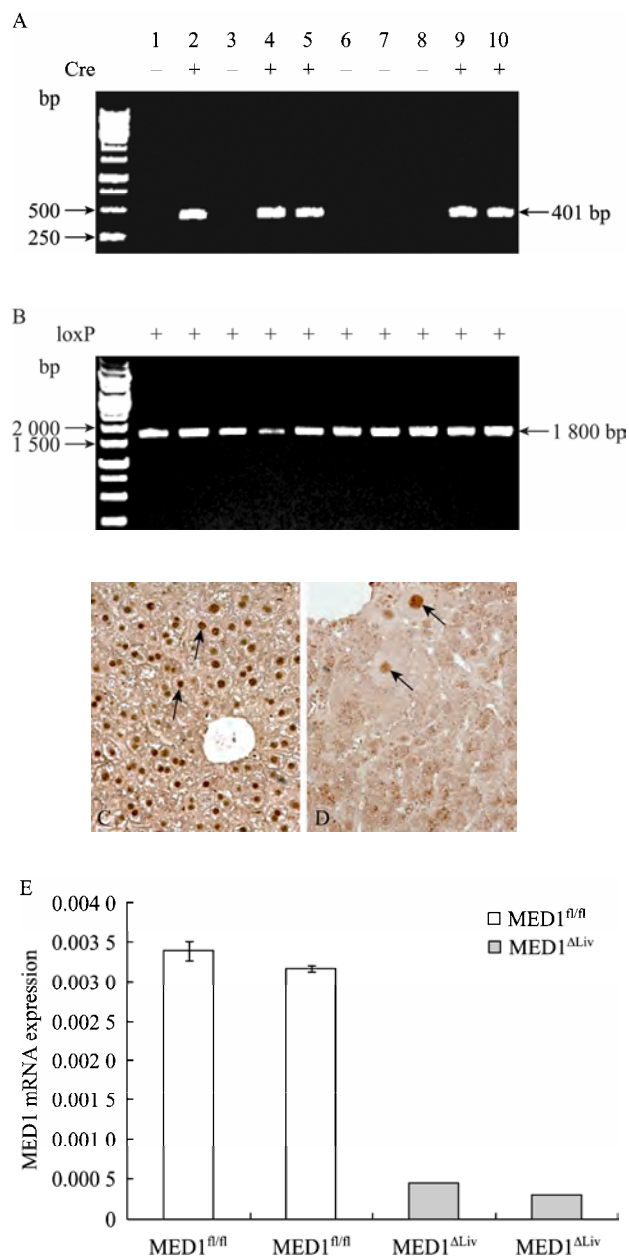 A
1 2 3 4 5 6 7 8 9 10
Cre − + − + + − − − + +
bp
500
250
401 bp
B
loxP + + + + + + + + + +
bp
2 000
1 500
1 800 bp
C
D
E
0.004 0
0.003 5
0.003 0
0.002 5
0.002 0
0.001 5
0.001 0
0.000 5
0
MED1 mRNA expression
MED1fl/fl
MED1ΔLiv
MED1fl/fl MED1fl/fl MED1ΔLiv MED1ΔLiv